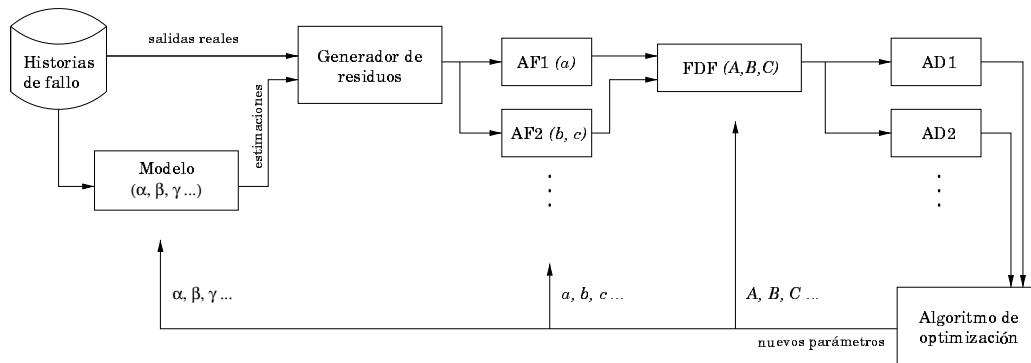 Historias
de fallo
salidas reales
estimaciones
Modelo
(α, β, γ ...)
Generador de
residuos
AF1 (a)
AF2 (b, c)
FDF (A,B,C)
AD1
AD2
α, β, γ ...
a, b, c ...
A, B, C ...
nuevos parámetros
Algoritmo de
optimización